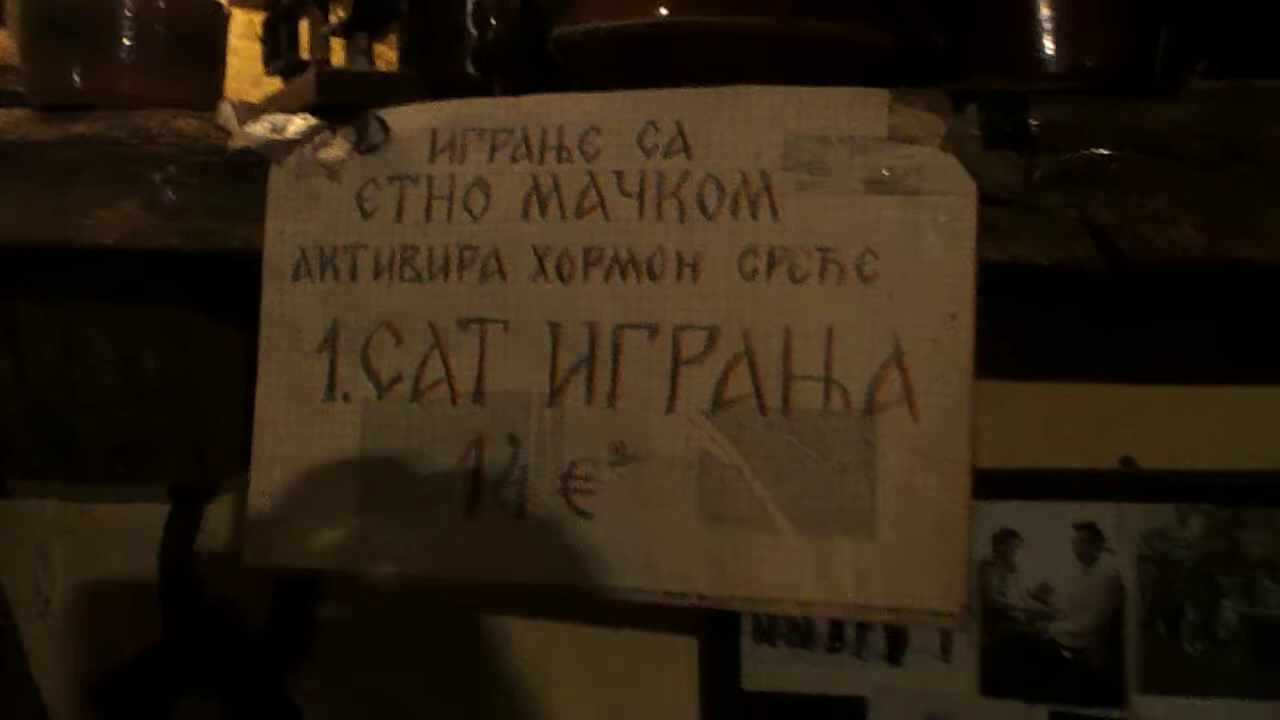 ИГРАЊЕ СА
ЕТНО МАЧКОМ
АКТИВИРА ХОРМОН СРЕЋЕ
1. САТ ИГРАЊА
14 €